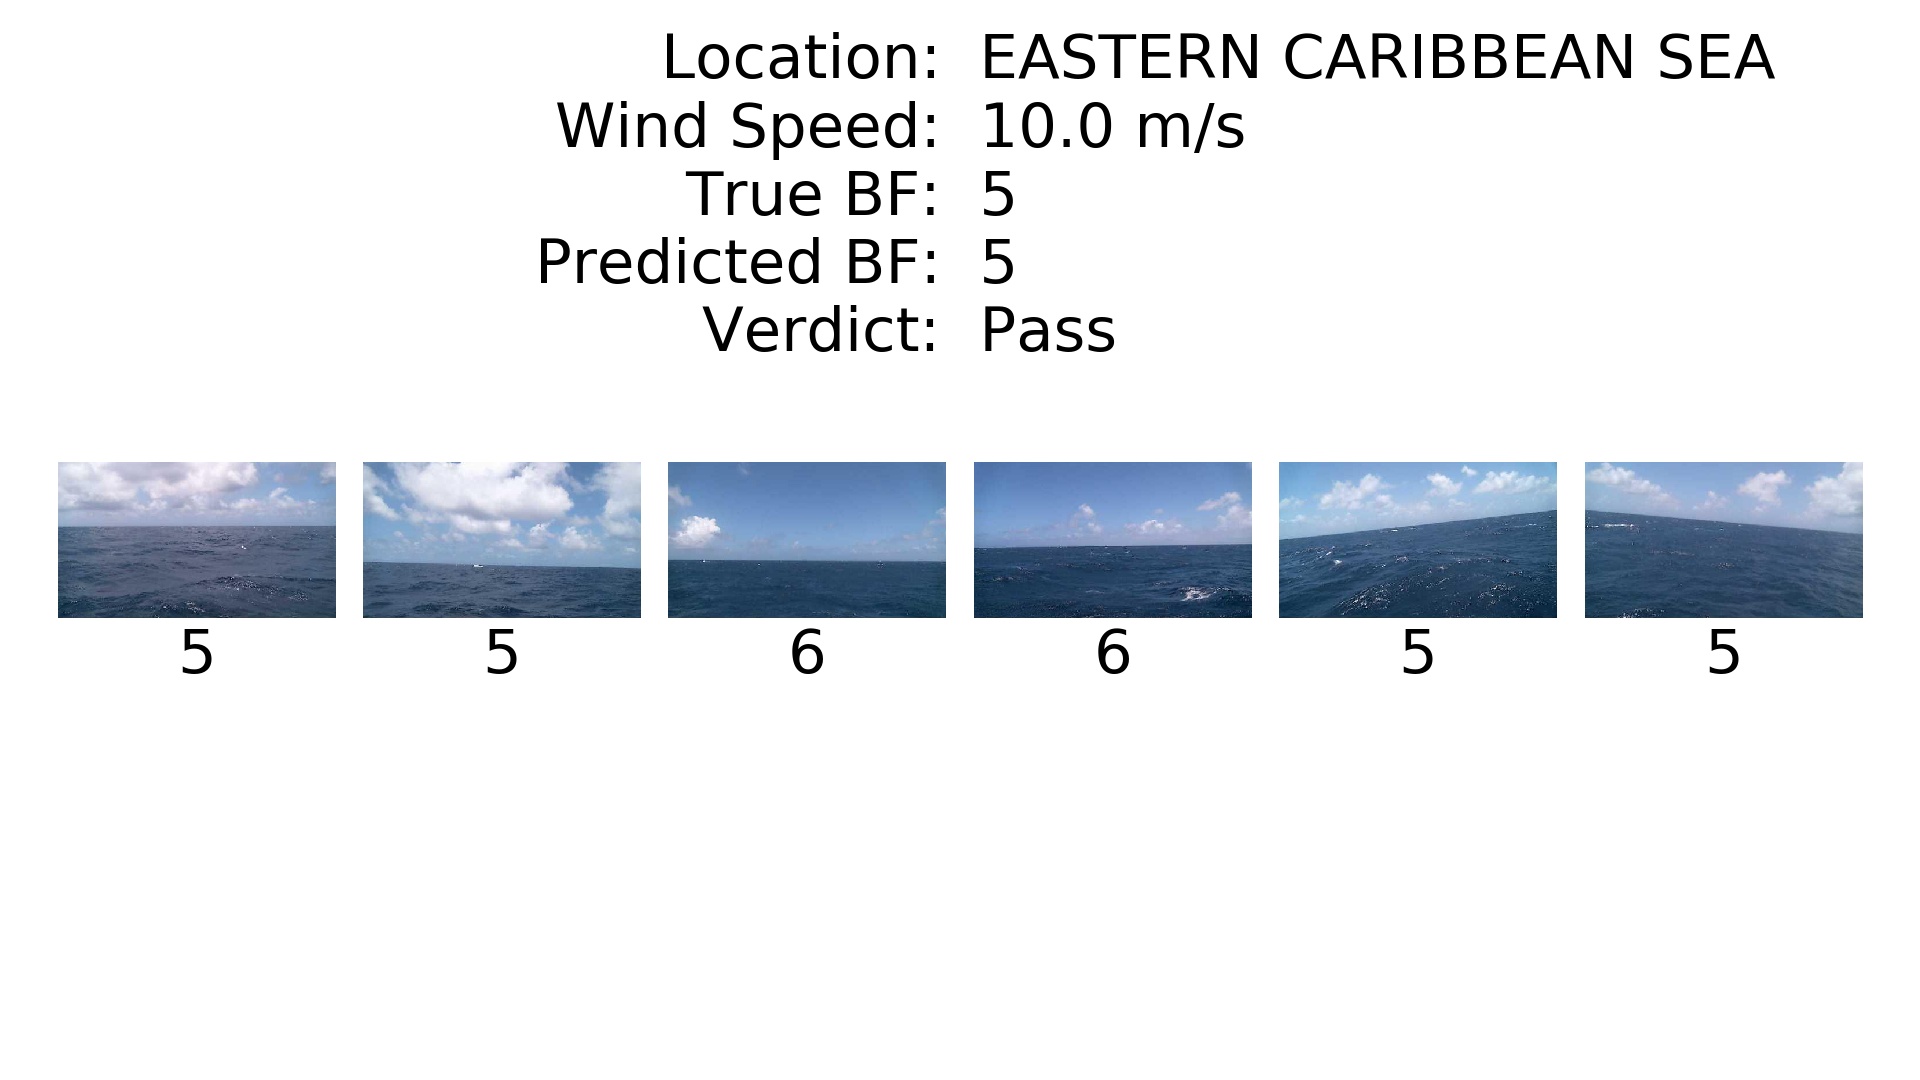 Location: EASTERN CARIBBEAN SEA
Wind Speed: 10.0 m/s
True BF: 5
Predicted BF: 5
Verdict: Pass
5 5 6 6 5 5